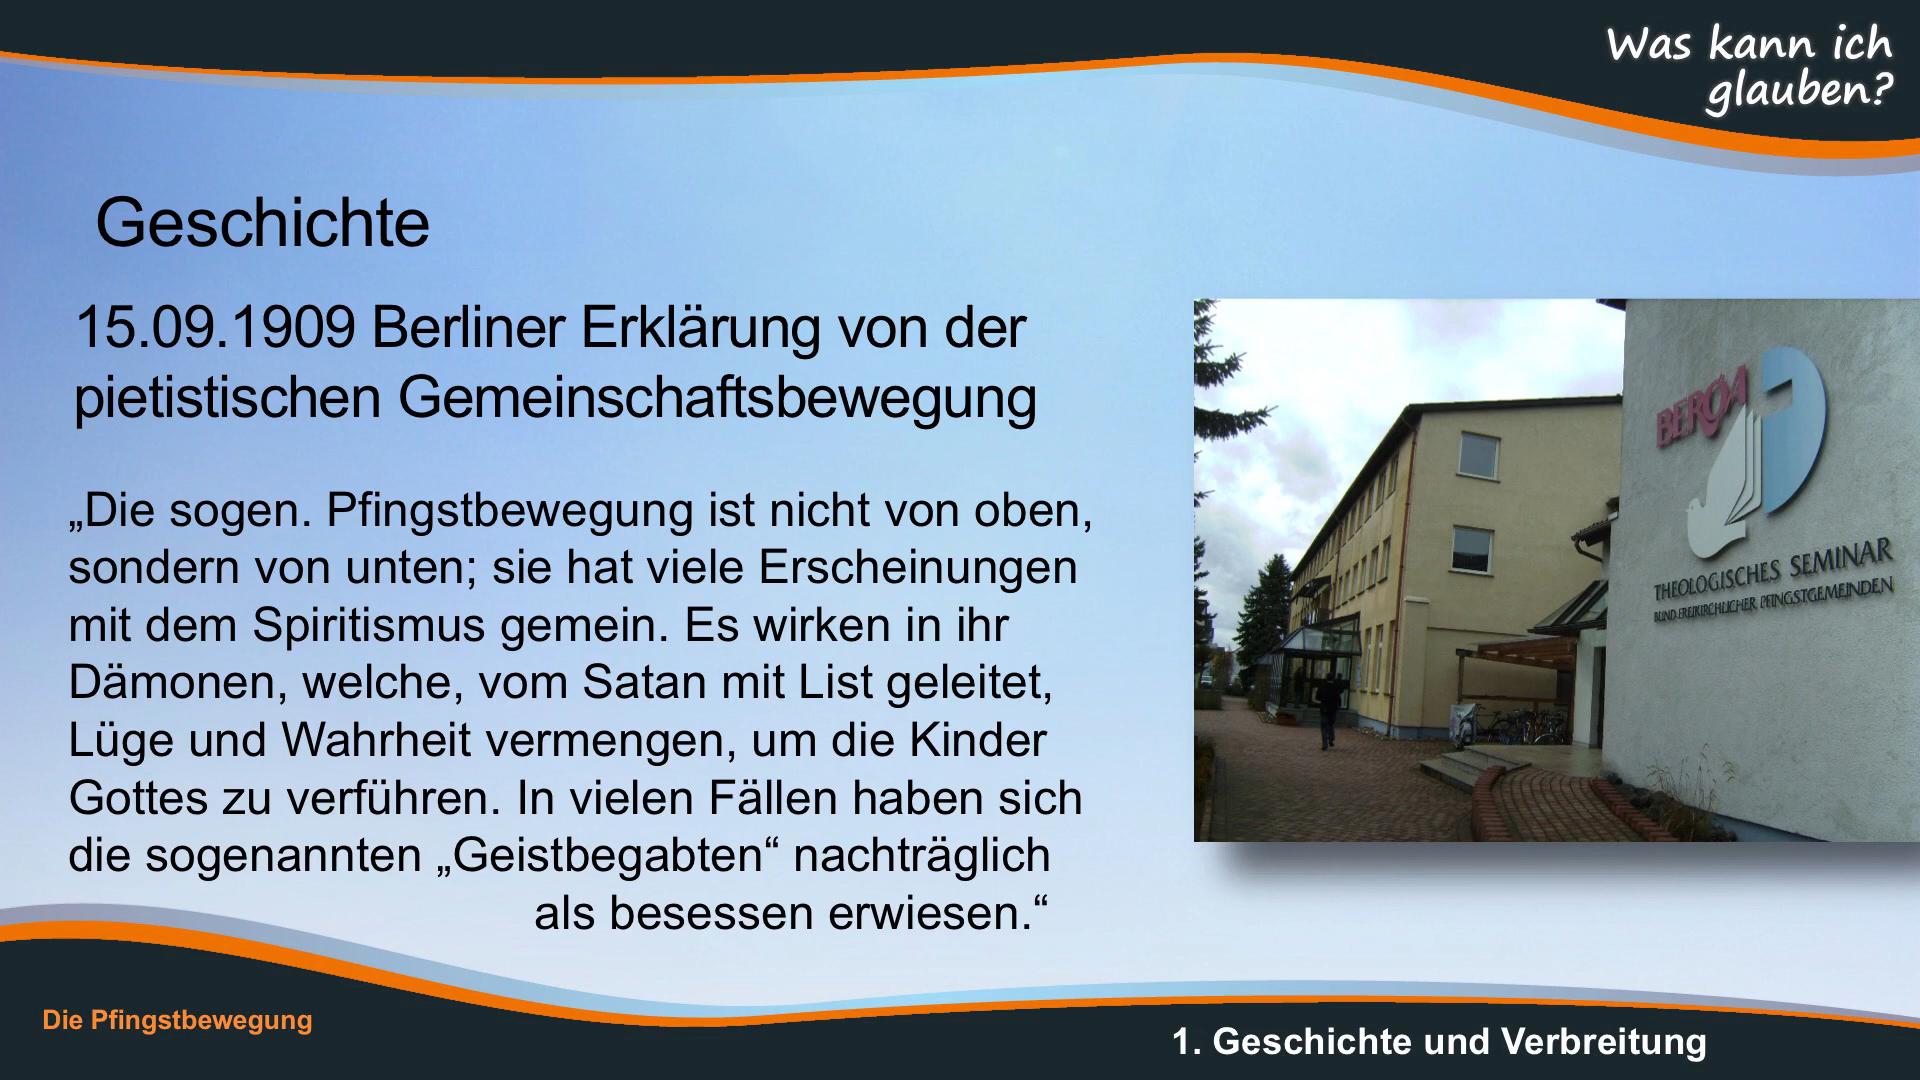 Was kann ich
glauben?
Geschichte
15.09.1909 Berliner Erklärung von der
pietistischen Gemeinschaftsbewegung
„Die sogen. Pfingstbewegung ist nicht von oben,
sondern von unten; sie hat viele Erscheinungen
mit dem Spiritismus gemein. Es wirken in ihr
Dämonen, welche, vom Satan mit List geleitet,
Lüge und Wahrheit vermengen, um die Kinder
Gottes zu verführen. In vielen Fällen haben sich
die sogenannten „Geistbegabten“ nachträglich
als besessen erwiesen.“
BERÖA
THEOLOGISCHES SEMINAR
BUND FREIKIRCHLICHER PFINGSTGEMEINDEN
Die Pfingstbewegung
1. Geschichte und Verbreitung